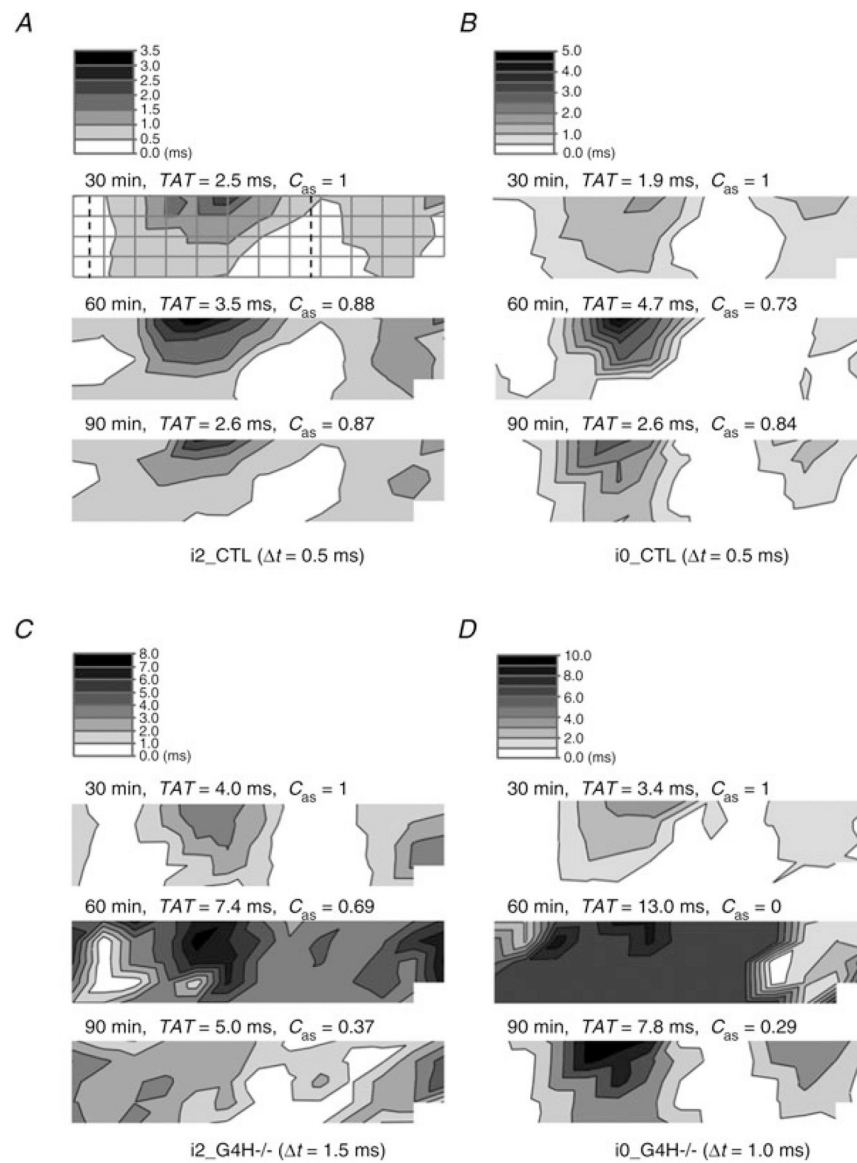 A
3.5
3.0
2.5
2.0
1.5
1.0
0.5
0.0 (ms)
30 min, TAT = 2.5 ms, Cas = 1
60 min, TAT = 3.5 ms, Cas = 0.88
90 min, TAT = 2.6 ms, Cas = 0.87
i2_CTL (Δt = 0.5 ms)
B
5.0
4.0
3.0
2.0
1.0
0.0 (ms)
30 min, TAT = 1.9 ms, Cas = 1
60 min, TAT = 4.7 ms, Cas = 0.73
90 min, TAT = 2.6 ms, Cas = 0.84
i0_CTL (Δt = 0.5 ms)
C
8.0
7.0
6.0
5.0
4.0
3.0
2.0
1.0
0.0 (ms)
30 min, TAT = 4.0 ms, Cas = 1
60 min, TAT = 7.4 ms, Cas = 0.69
90 min, TAT = 5.0 ms, Cas = 0.37
i2_G4H-/- (Δt = 1.5 ms)
D
10.0
8.0
6.0
4.0
2.0
0.0 (ms)
30 min, TAT = 3.4 ms, Cas = 1
60 min, TAT = 13.0 ms, Cas = 0
90 min, TAT = 7.8 ms, Cas = 0.29
i0_G4H-/- (Δt = 1.0 ms)